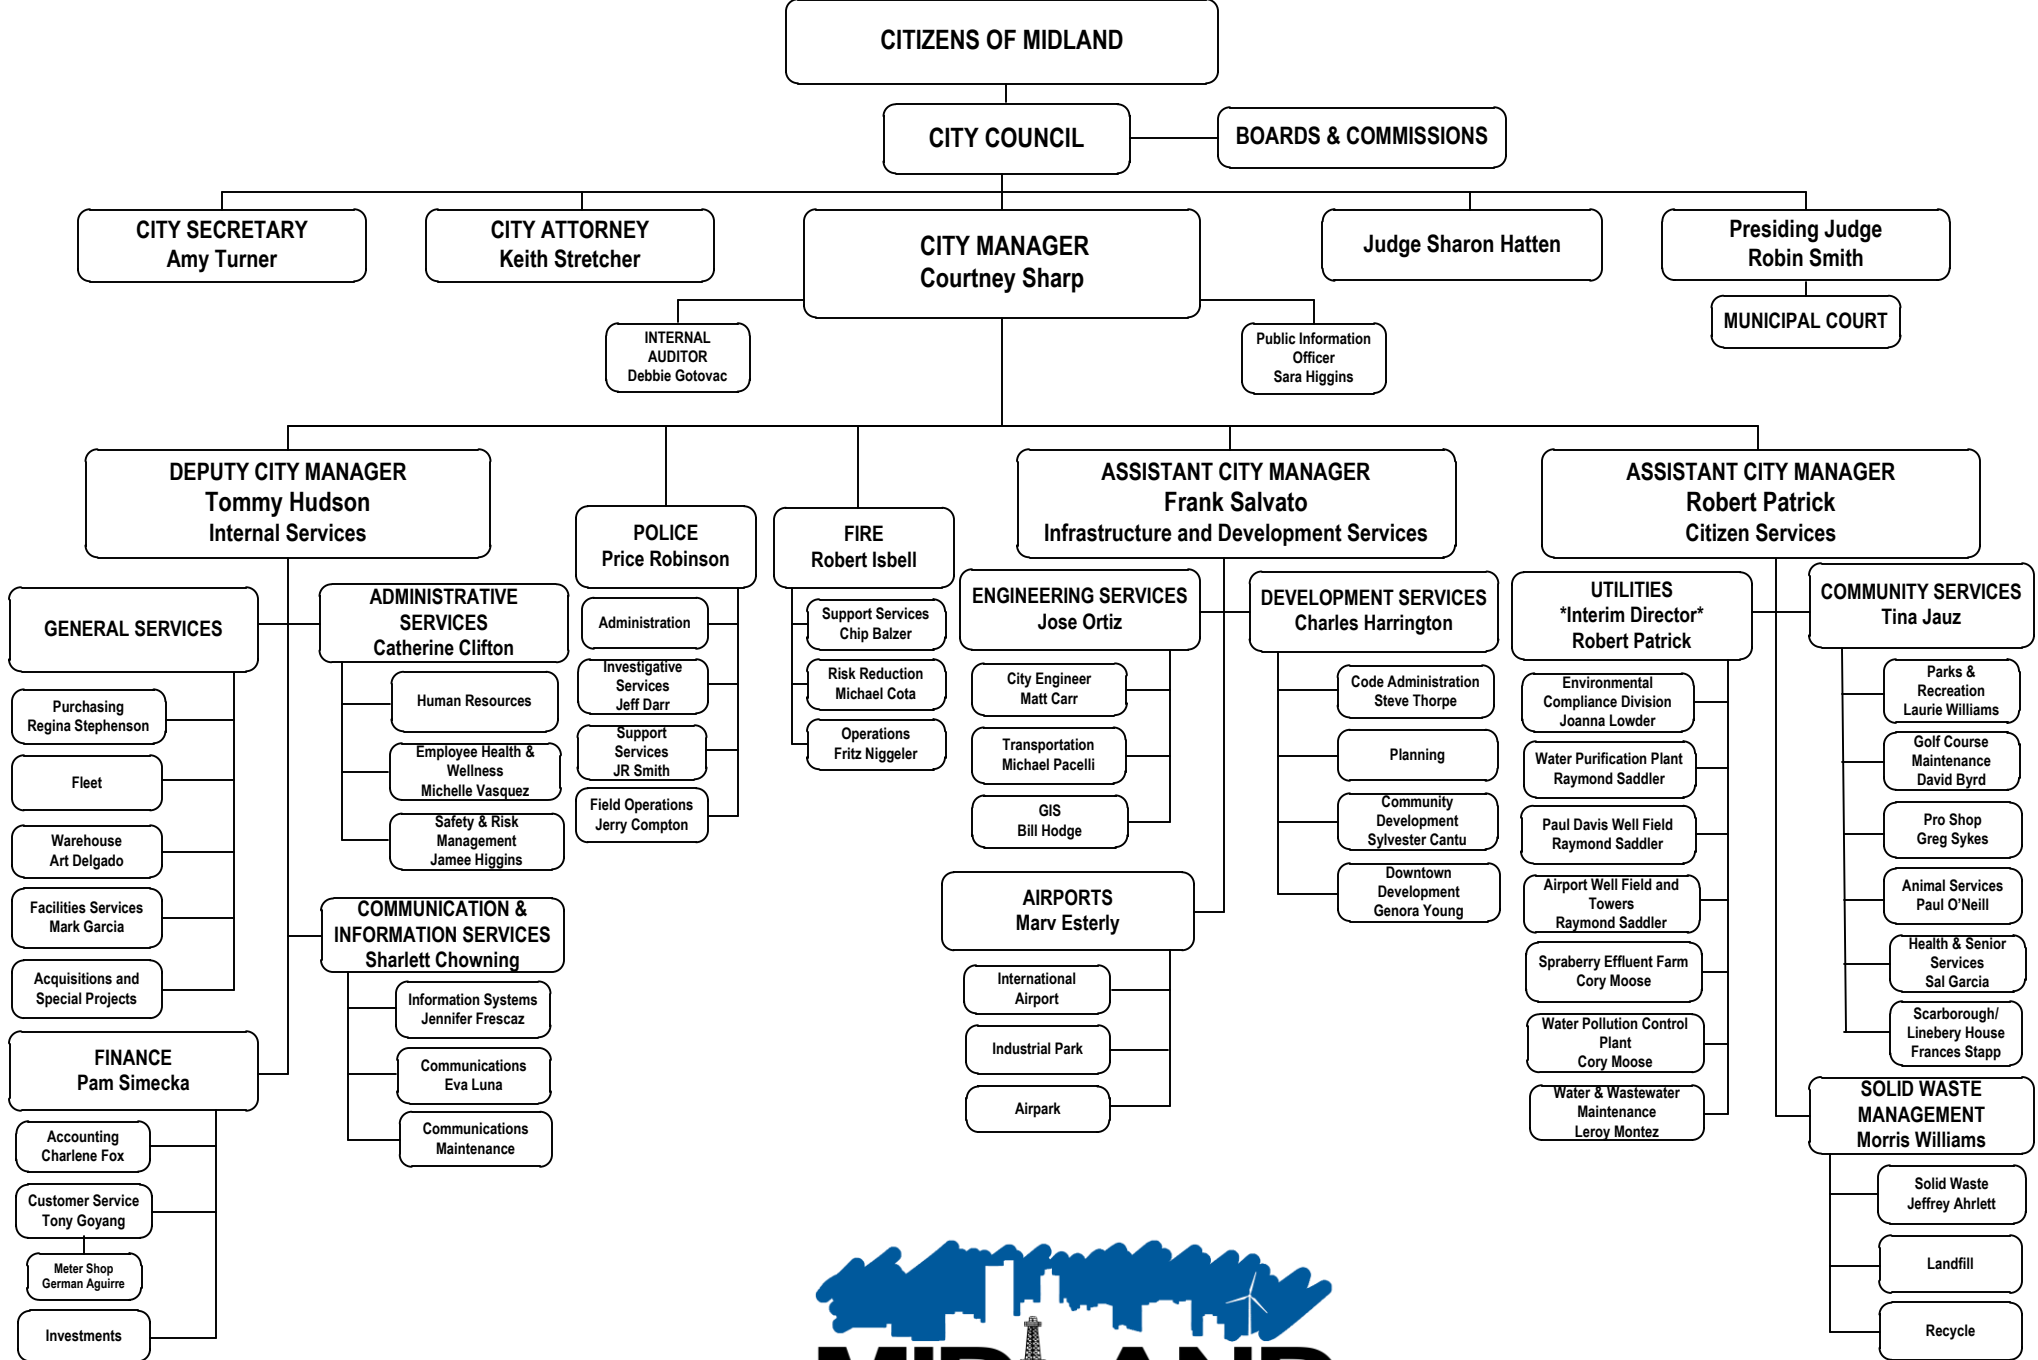 CITIZENS OF MIDLAND
CITY COUNCIL
BOARDS & COMMISSIONS
CITY SECRETARY
Amy Turner
CITY ATTORNEY
Keith Stretcher
CITY MANAGER
Courtney Sharp
Judge Sharon Hatten
Presiding Judge
Robin Smith
MUNICIPAL COURT
INTERNAL
AUDITOR
Debbie Gotovac
Public Information
Officer
Sara Higgins
DEPUTY CITY MANAGER
Tommy Hudson
Internal Services
POLICE
Price Robinson
FIRE
Robert Isbell
ASSISTANT CITY MANAGER
Frank Salvato
Infrastructure and Development Services
ASSISTANT CITY MANAGER
Robert Patrick
Citizen Services
GENERAL SERVICES
Purchasing
Regina Stephenson
Fleet
Warehouse
Art Delgado
Facilities Services
Mark Garcia
Acquisitions and
Special Projects
FINANCE
Pam Simecka
Accounting
Charlene Fox
Customer Service
Tony Goyang
Meter Shop
German Aguirre
Investments
ADMINISTRATIVE
SERVICES
Catherine Clifton
Human Resources
Employee Health &
Wellness
Michelle Vasquez
Safety & Risk
Management
Jamee Higgins
COMMUNICATION &
INFORMATION SERVICES
Sharlett Chowning
Information Systems
Jennifer Frescaz
Communications
Eva Luna
Communications
Maintenance
Administration
Investigative
Services
Jeff Darr
Support
Services
JR Smith
Field Operations
Jerry Compton
Support Services
Chip Balzer
Risk Reduction
Michael Cota
Operations
Fritz Niggeler
ENGINEERING SERVICES
Jose Ortiz
City Engineer
Matt Carr
Transportation
Michael Pacelli
GIS
Bill Hodge
AIRPORTS
Marv Esterly
International
Airport
Industrial Park
Airpark
DEVELOPMENT SERVICES
Charles Harrington
Code Administration
Steve Thorpe
Planning
Community
Development
Sylvester Cantu
Downtown
Development
Genora Young
UTILITIES
*Interim Director*
Robert Patrick
Environmental
Compliance Division
Joanna Lowder
Water Purification Plant
Raymond Saddler
Paul Davis Well Field
Raymond Saddler
Airport Well Field and
Towers
Raymond Saddler
Spraberry Effluent Farm
Cory Moose
Water Pollution Control
Plant
Cory Moose
Water & Wastewater
Maintenance
Leroy Montez
COMMUNITY SERVICES
Tina Jauz
Parks &
Recreation
Laurie Williams
Golf Course
Maintenance
David Byrd
Pro Shop
Greg Sykes
Animal Services
Paul O’Neill
Health & Senior
Services
Sal Garcia
Scarborough/
Linebery House
Frances Stapp
SOLID WASTE
MANAGEMENT
Morris Williams
Solid Waste
Jeffrey Ahrlett
Landfill
Recycle
MIDLAND